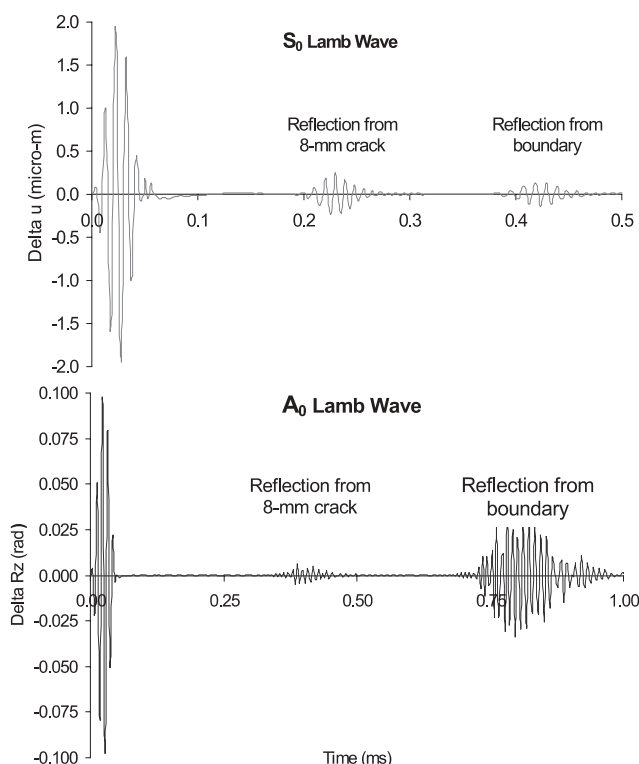 S₀ Lamb Wave
2.0
1.5
1.0
0.5
0.0
-0.5
-1.0
-1.5
-2.0
Delta u (micro-m)
Reflection from
8-mm crack
Reflection from
boundary
0.0
0.1
0.2
0.3
0.4
0.5
A₀ Lamb Wave
0.100
0.075
0.050
0.025
0.000
-0.025
-0.050
-0.075
-0.100
Delta Rz (rad)
Reflection from
8-mm crack
Reflection from
boundary
0.00
0.25
0.50
0.75
1.00
Time (ms)